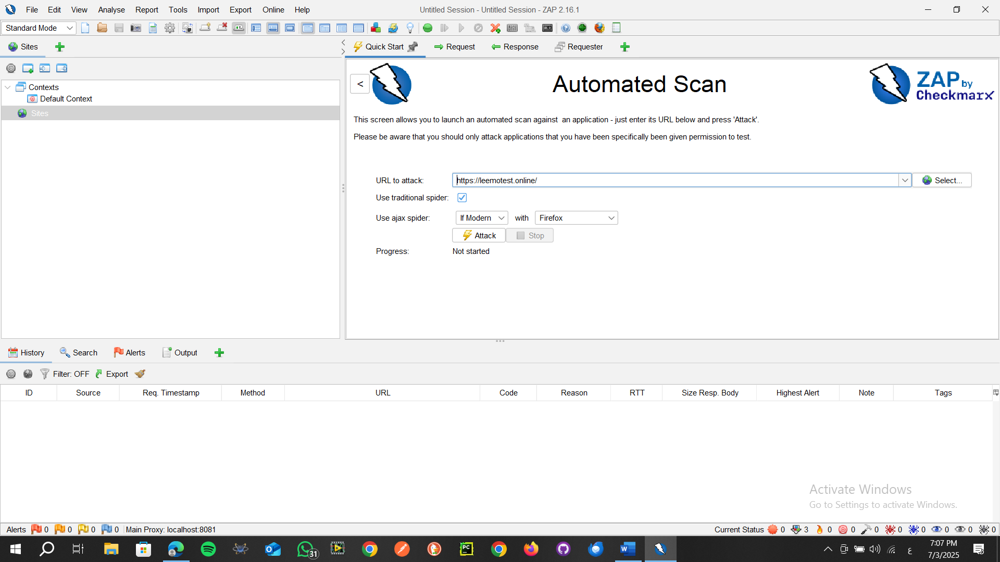 File Edit View Analyse Report Tools Import Export Online Help
Untitled Session - Untitled Session - ZAP 2.16.1
Standard Mode
Sites
Quick Start Request Response Requester
Contexts
Default Context
Sites
<
Automated Scan
ZAP by
Checkmarx
This screen allows you to launch an automated scan against  an application - just enter its URL below and press 'Attack'.
Please be aware that you should only attack applications that you have been specifically been given permission to test.
URL to attack: https://leemotest.online/ Select...
Use traditional spider:
Use ajax spider: If Modern with Firefox
Attack Stop
Progress: Not started
History Search Alerts Output
Filter: OFF Export
ID Source Req. Timestamp Method URL Code Reason RTT Size Resp. Body Highest Alert Note Tags
Activate Windows
Go to Settings to activate Windows.
Alerts 0 0 0 0 Main Proxy: localhost:8081
Current Status 0 3 0 0 0 0 0 0 0 0
31
PC
W
ع
7:07 PM
7/3/2025